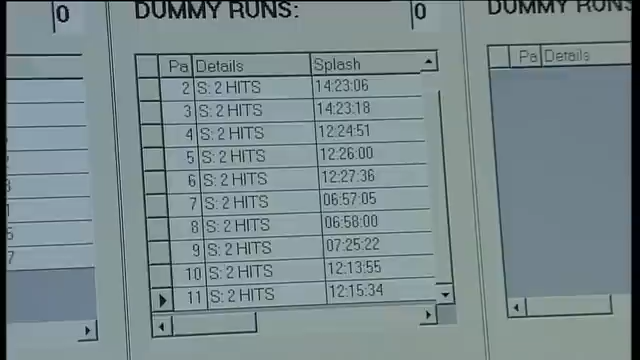 0 DUMMY RUNS: 0 DUMMY RUNS
Pa Details Splash Pa Details
2 S: 2 HITS 14:23:06
3 S: 2 HITS 14:23:18
4 S: 2 HITS 12:24:51
5 S: 2 HITS 12:26:00
6 S: 2 HITS 12:27:36
7 S: 2 HITS 06:57:05
8 S: 2 HITS 06:58:00
9 S: 2 HITS 07:25:22
10 S: 2 HITS 12:13:55
11 S: 2 HITS 12:15:34